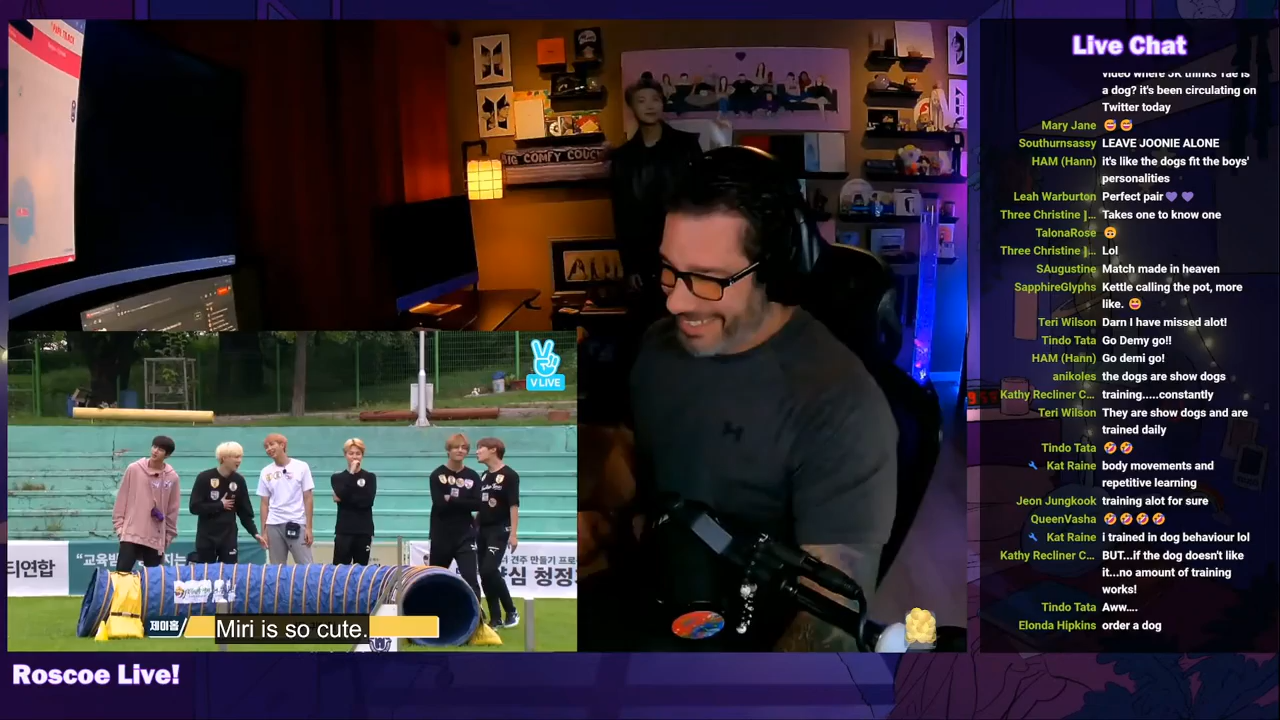 Live Chat
video where JK thinks Tae is
a dog? it's been circulating on
Twitter today
Mary Jane 😅 😅
Southurnsassy LEAVE JOONIE ALONE
HAM (Hann) it's like the dogs fit the boys'
personalities
Leah Warburton Perfect pair💜 💜
Three Christine |... Takes one to know one
TalonaRose 🙃
Three Christine |... Lol
SAugustine Match made in heaven
SapphireGlyphs Kettle calling the pot, more
like. 😄
Teri Wilson Darn I have missed alot!
Tindo Tata Go Demy go!!
HAM (Hann) Go demi go!
anikoles the dogs are show dogs
Kathy Recliner C... training.....constantly
Teri Wilson They are show dogs and are
trained daily
Tindo Tata 🤣 🤣
Kat Raine body movements and
repetitive learning
Jeon Jungkook training alot for sure
QueenVasha 🤣 🤣 🤣 🤣
Kat Raine i trained in dog behaviour lol
Kathy Recliner C... BUT...if the dog doesn't like
it...no amount of training
works!
Tindo Tata Aww....
Elonda Hipkins order a dog
BIG COMFY COUCH
V LIVE
티연합
제이홉
Miri is so cute.
Roscoe Live!